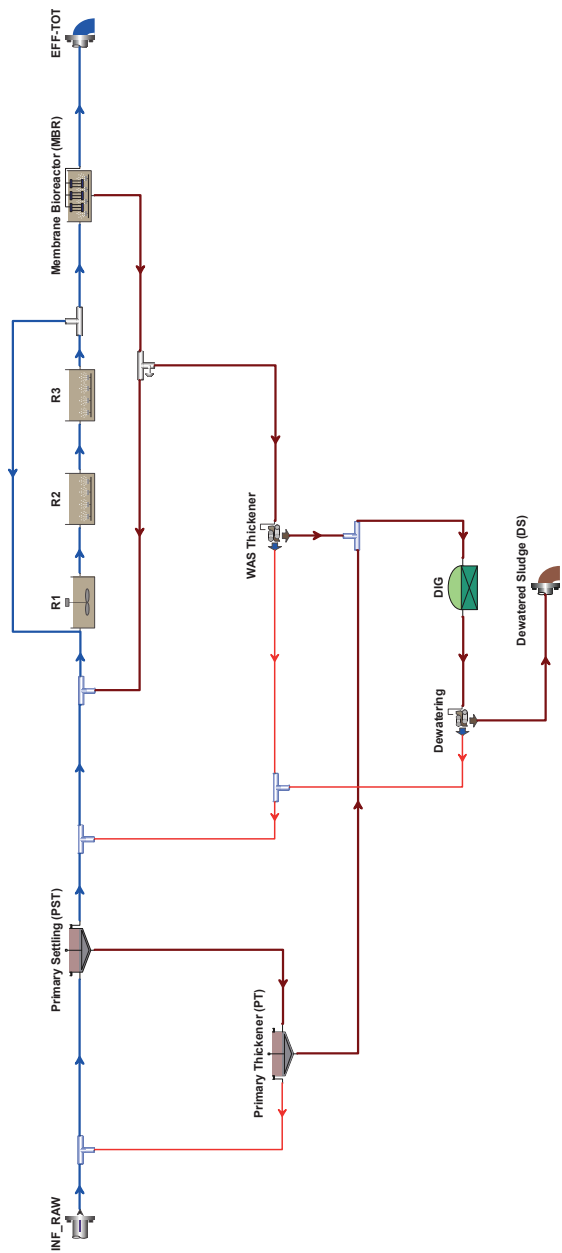 INF_RAW
Primary Settling (PST)
R1
R2
R3
Membrane Bioreactor (MBR)
EFF-TOT
Primary Thickener (PT)
WAS Thickener
Dewatering
DIG
Dewatered Sludge (DS)